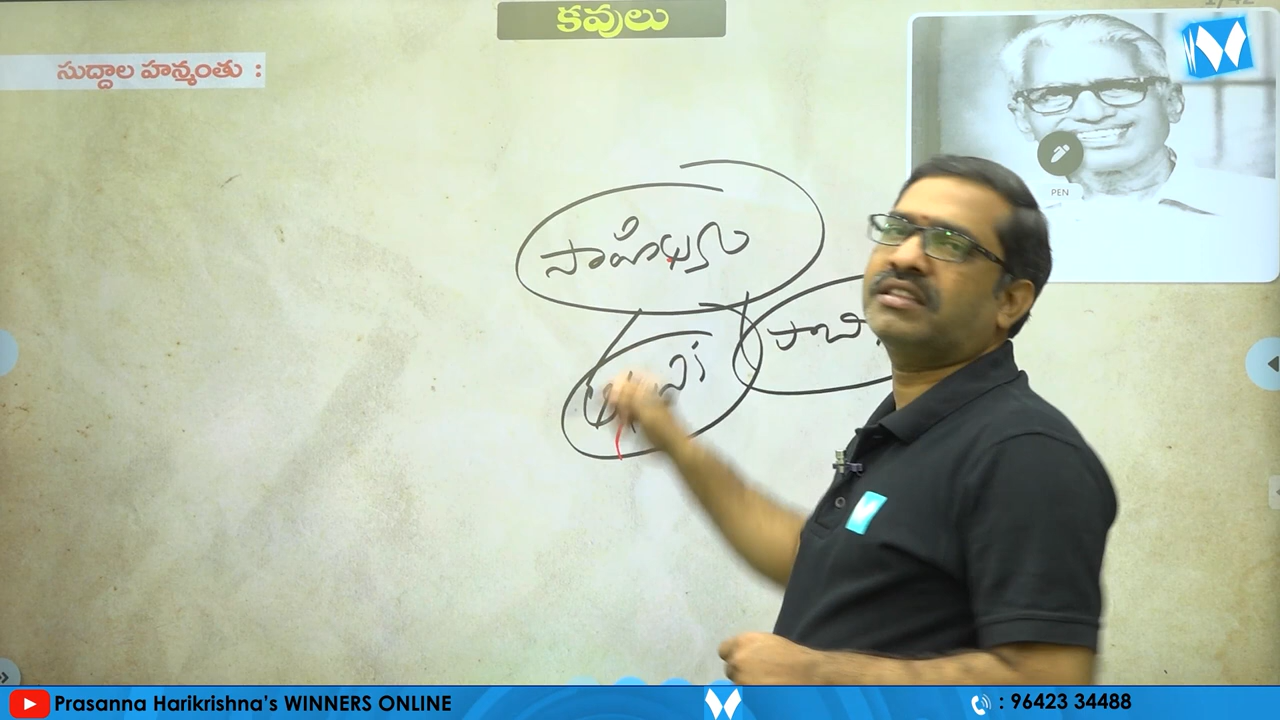 కవులు
సుద్దాల హన్మంతు :
సాహిత్యం
PEN
Prasanna Harikrishna's WINNERS ONLINE
: 96423 34488